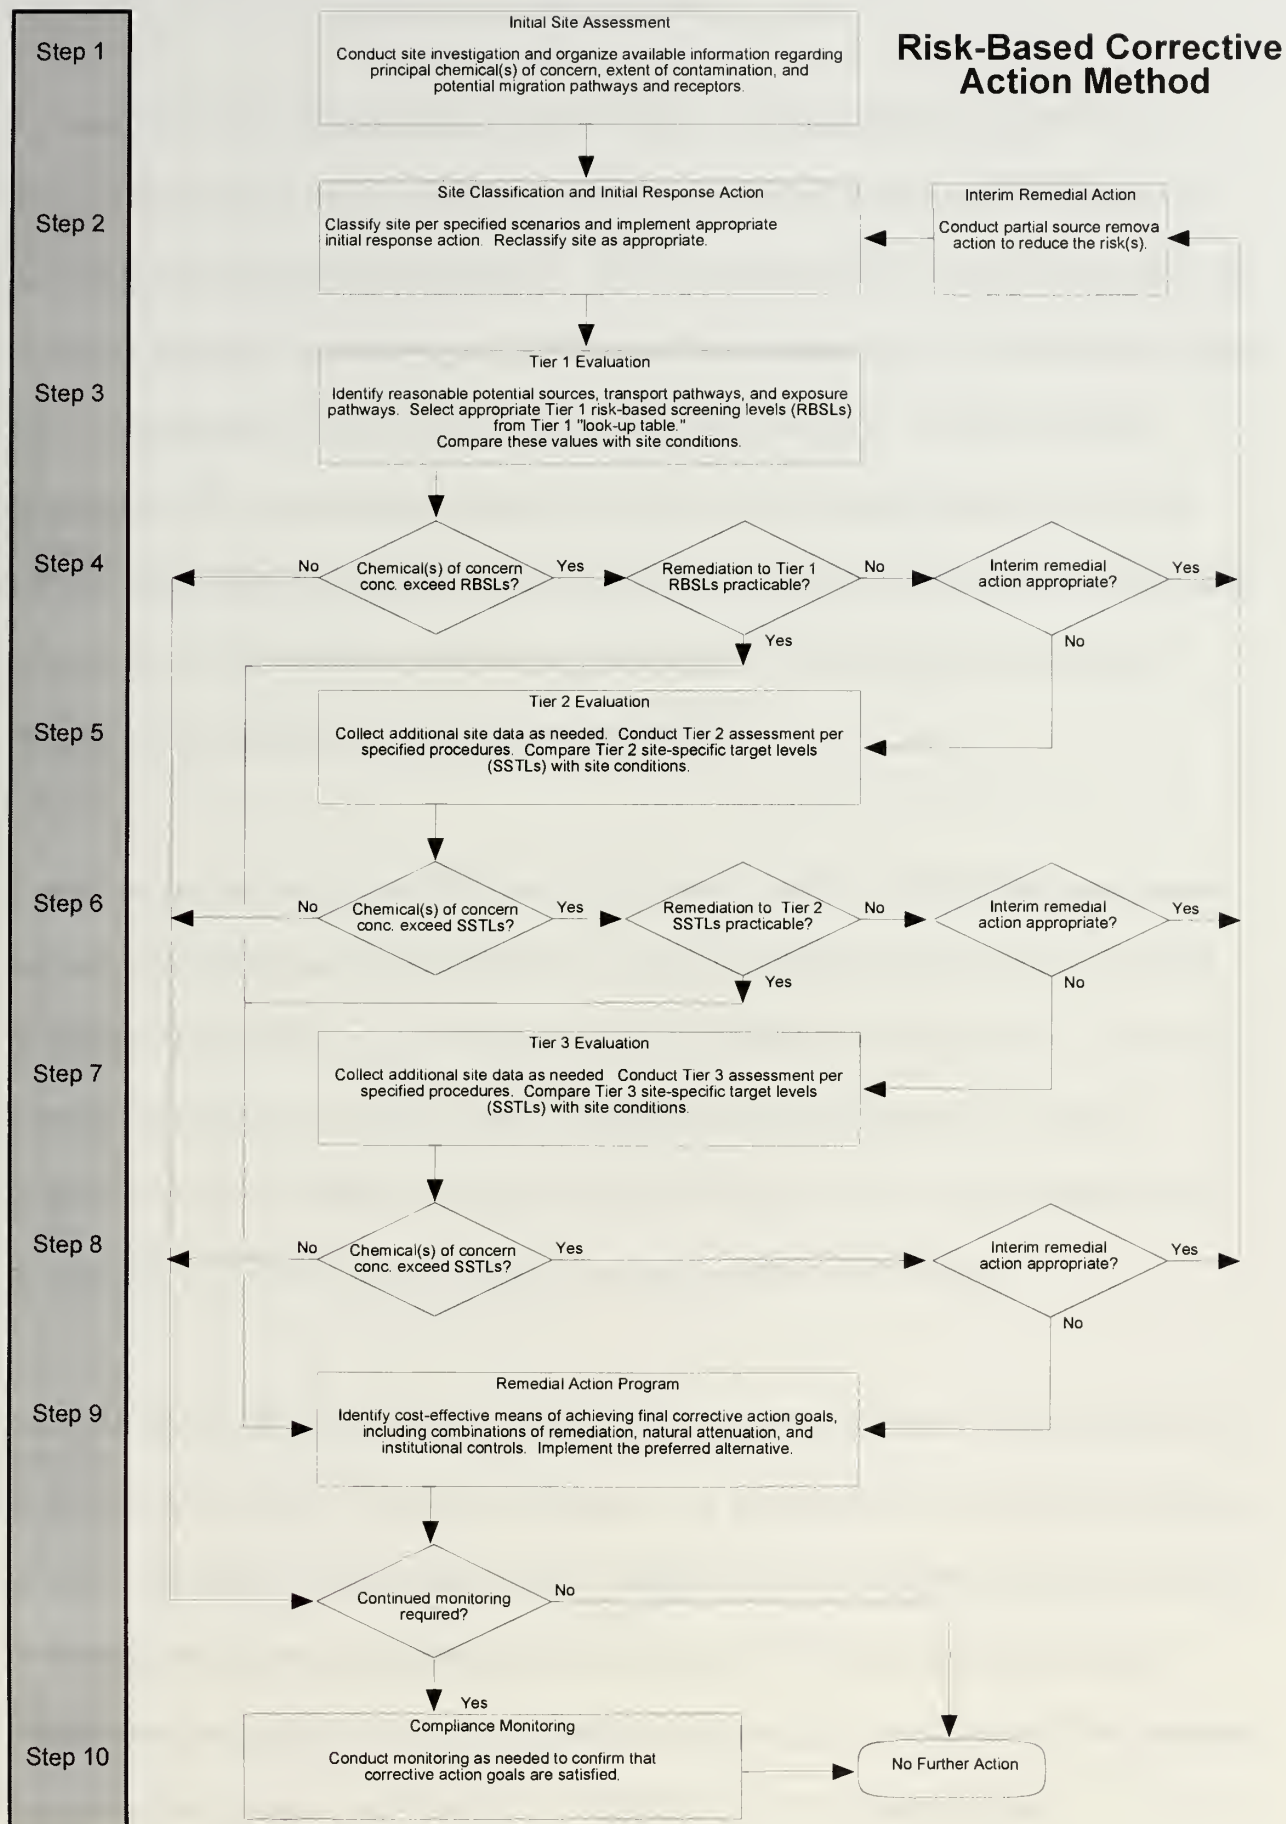 Risk-Based Corrective
Action Method
Step 1
Initial Site Assessment
Conduct site investigation and organize available information regarding
principal chemical(s) of concern, extent of contamination, and
potential migration pathways and receptors.
Step 2
Site Classification and Initial Response Action
Classify site per specified scenarios and implement appropriate
initial response action. Reclassify site as appropriate.
Interim Remedial Action
Conduct partial source remova
action to reduce the risk(s).
Step 3
Tier 1 Evaluation
Identify reasonable potential sources, transport pathways, and exposure
pathways. Select appropriate Tier 1 risk-based screening levels (RBSLs)
from Tier 1 "look-up table."
Compare these values with site conditions.
Step 4
No
Chemical(s) of concern
conc. exceed RBSLs?
Yes
Remediation to Tier 1
RBSLs practicable?
No
Interim remedial
action appropriate?
Yes
Yes
No
Step 5
Tier 2 Evaluation
Collect additional site data as needed. Conduct Tier 2 assessment per
specified procedures. Compare Tier 2 site-specific target levels
(SSTLs) with site conditions.
Step 6
No
Chemical(s) of concern
conc. exceed SSTLs?
Yes
Remediation to Tier 2
SSTLs practicable?
No
Interim remedial
action appropriate?
Yes
Yes
No
Step 7
Tier 3 Evaluation
Collect additional site data as needed Conduct Tier 3 assessment per
specified procedures. Compare Tier 3 site-specific target levels
(SSTLs) with site conditions.
Step 8
No
Chemical(s) of concern
conc. exceed SSTLs?
Yes
Interim remedial
action appropriate?
Yes
No
Step 9
Remedial Action Program
Identify cost-effective means of achieving final corrective action goals,
including combinations of remediation, natural attenuation, and
institutional controls. Implement the preferred alternative.
Continued monitoring
required?
No
Yes
Step 10
Compliance Monitoring
Conduct monitoring as needed to confirm that
corrective action goals are satisfied.
No Further Action